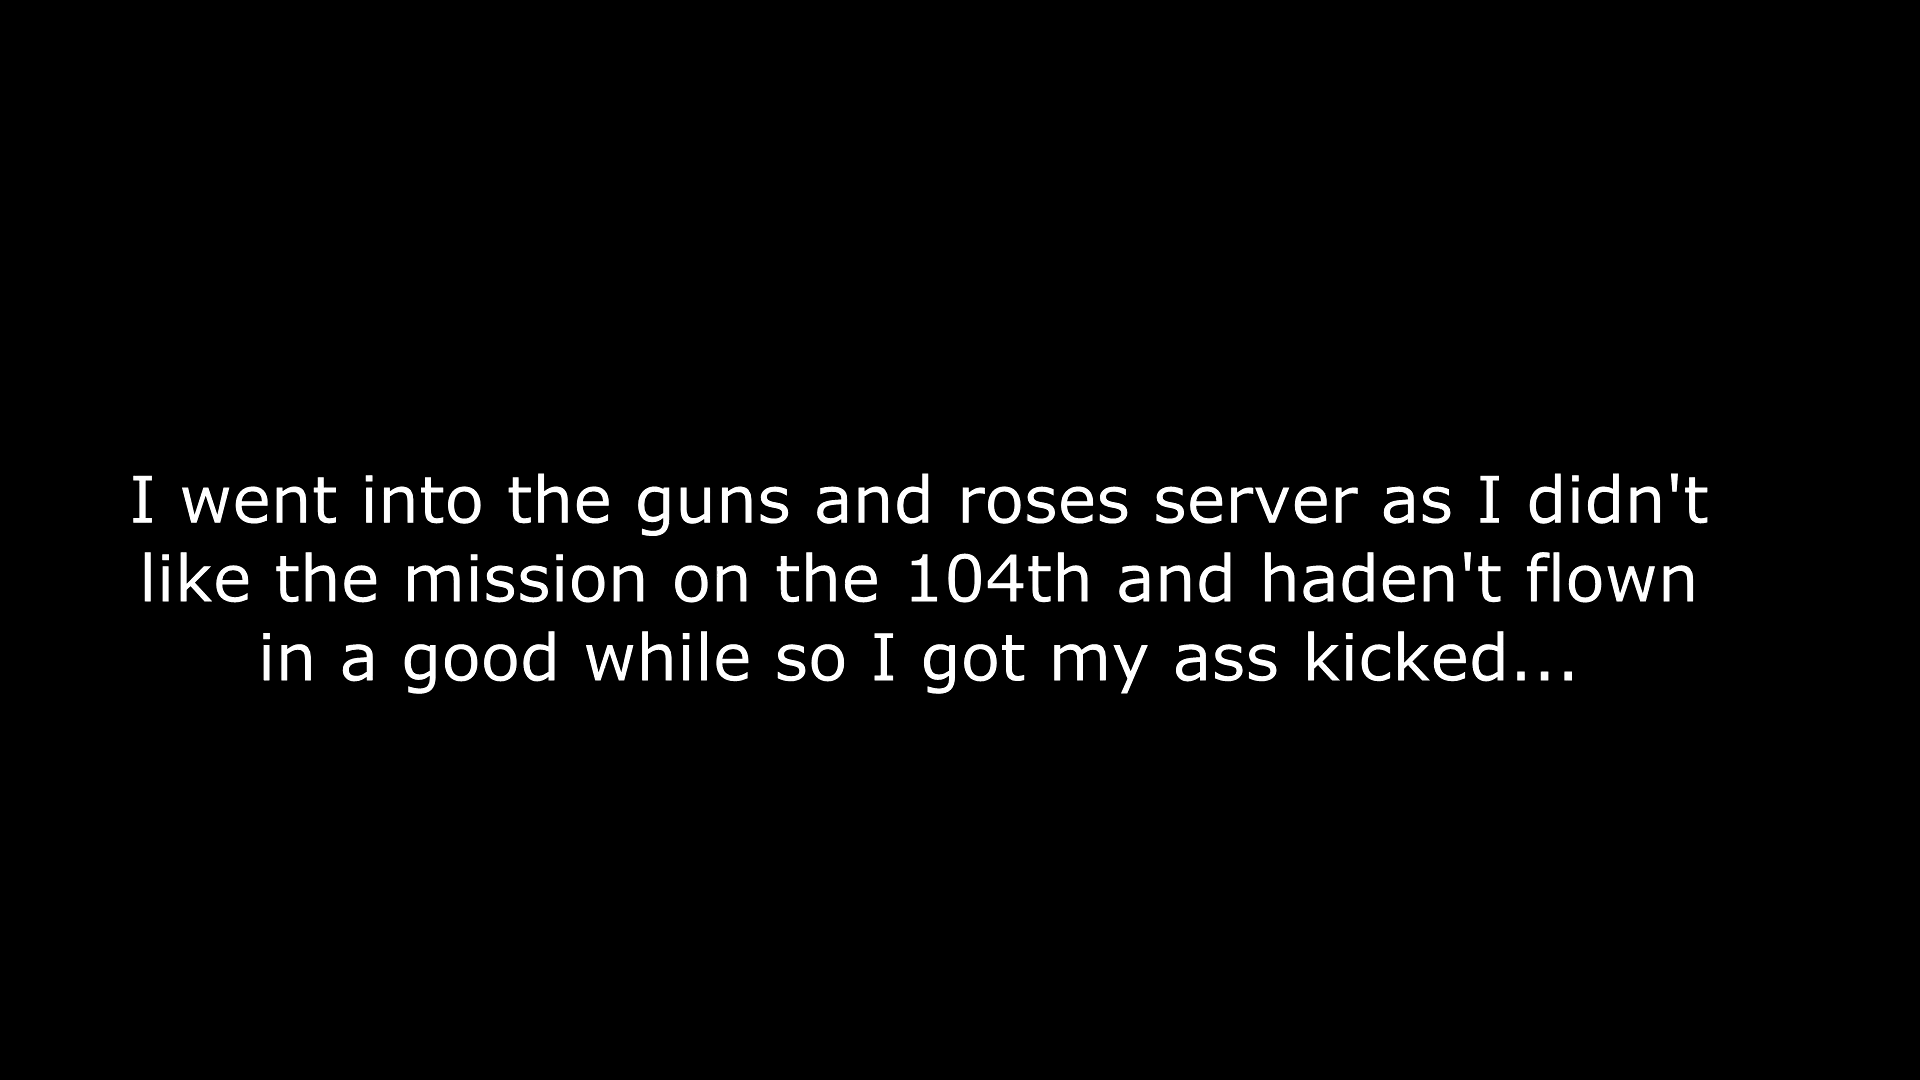 I went into the guns and roses server as I didn't
like the mission on the 104th and haden't flown
in a good while so I got my ass kicked...